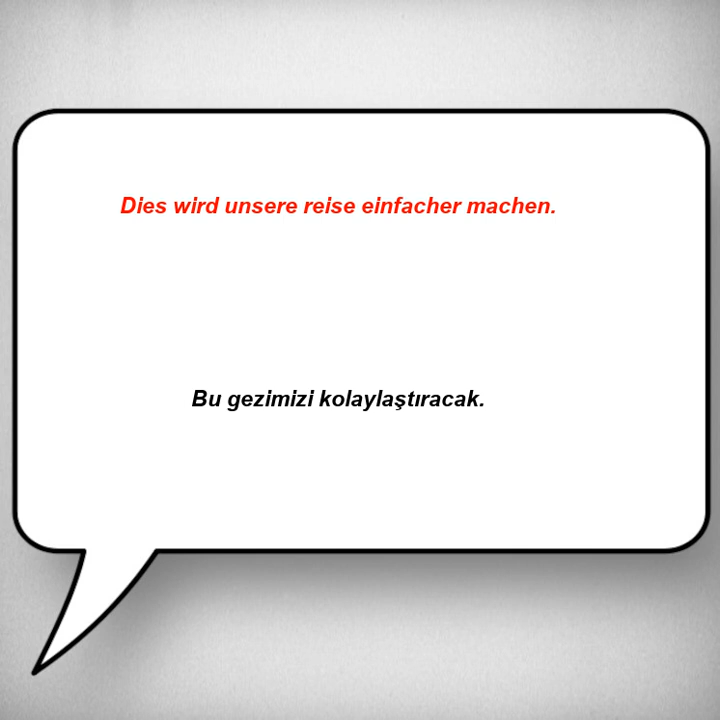 Dies wird unsere reise einfacher machen.
Bu gezimizi kolaylaştıracak.